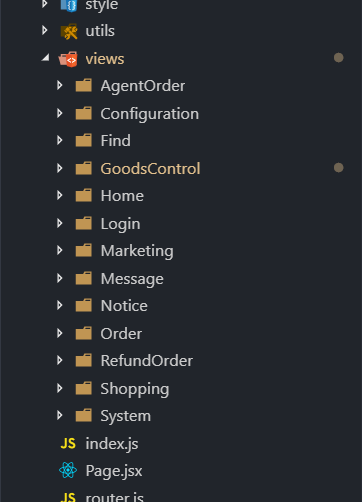 style
utils
views
AgentOrder
Configuration
Find
GoodsControl
Home
Login
Marketing
Message
Notice
Order
RefundOrder
Shopping
System
JS index.js
Page.jsx
JS router.js